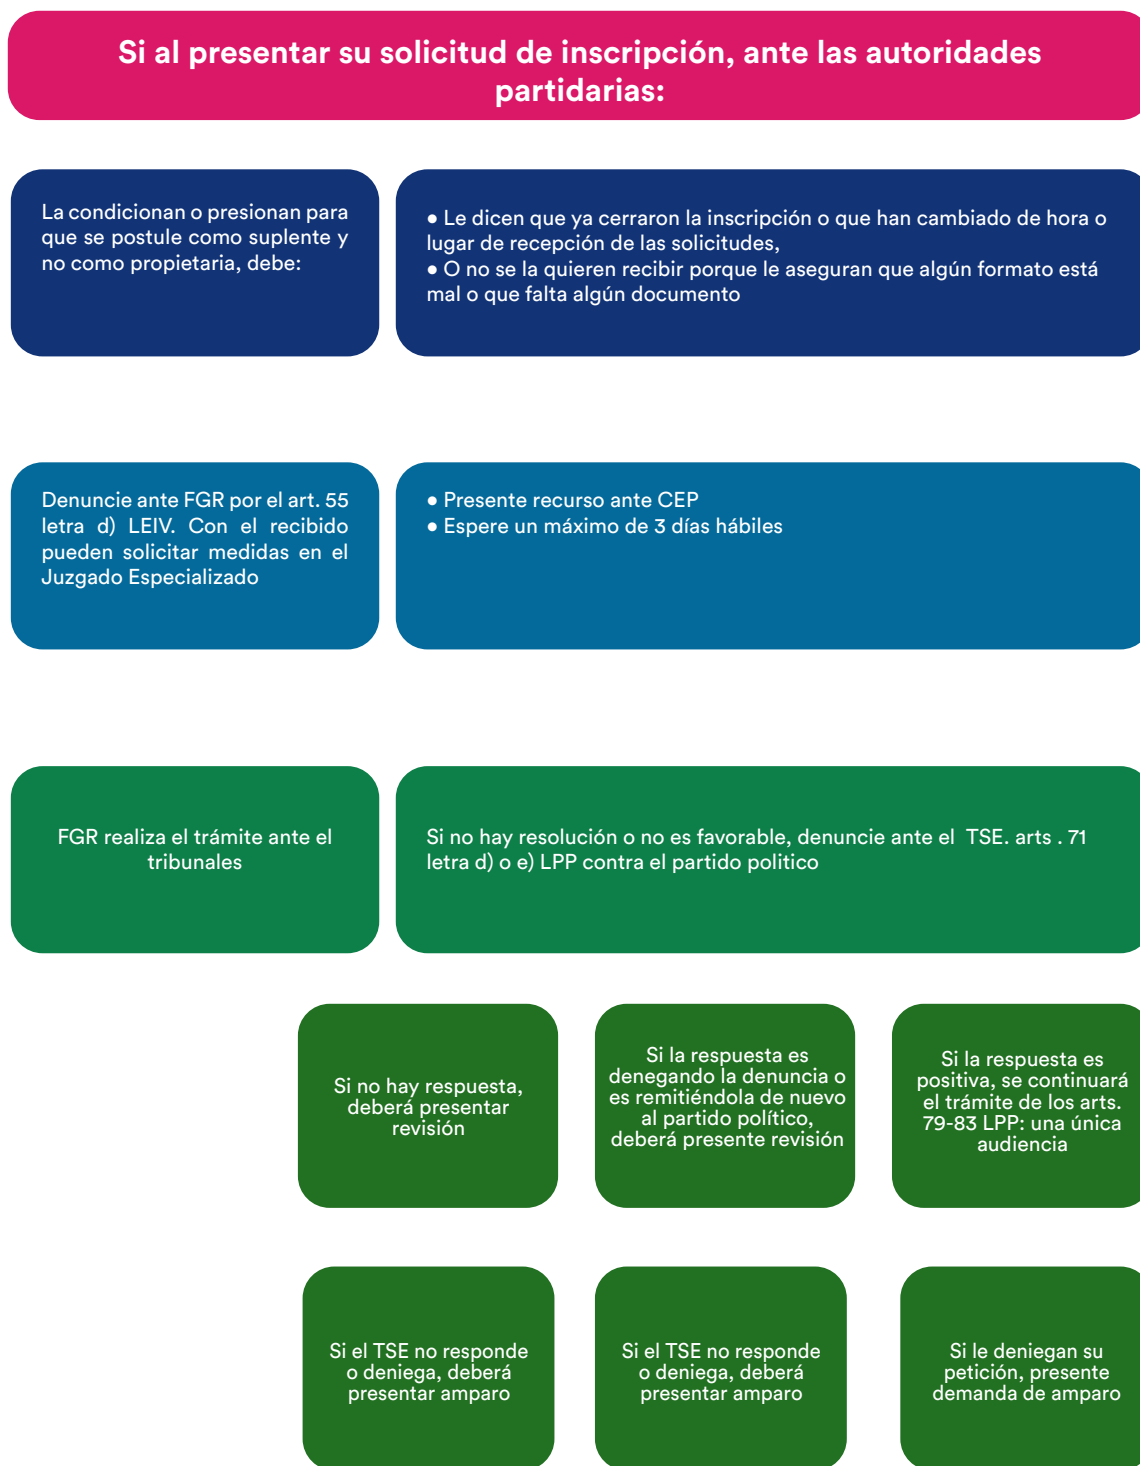 Si al presentar su solicitud de inscripción, ante las autoridades
partidarias:
La condicionan o presionan para
que se postule como suplente y
no como propietaria, debe:
● Le dicen que ya cerraron la inscripción o que han cambiado de hora o
lugar de recepción de las solicitudes,
● O no se la quieren recibir porque le aseguran que algún formato está
mal o que falta algún documento
Denuncie ante FGR por el art. 55
letra d) LEIV. Con el recibido
pueden solicitar medidas en el
Juzgado Especializado
● Presente recurso ante CEP
● Espere un máximo de 3 días hábiles
FGR realiza el trámite ante el
tribunales
Si no hay resolución o no es favorable, denuncie ante el TSE. arts . 71
letra d) o e) LPP contra el partido politico
Si no hay respuesta,
deberá presentar
revisión
Si la respuesta es
denegando la denuncia o
es remitiéndola de nuevo
al partido político,
deberá presente revisión
Si la respuesta es
positiva, se continuará
el trámite de los arts.
79-83 LPP: una única
audiencia
Si el TSE no responde
o deniega, deberá
presentar amparo
Si el TSE no responde
o deniega, deberá
presentar amparo
Si le deniegan su
petición, presente
demanda de amparo